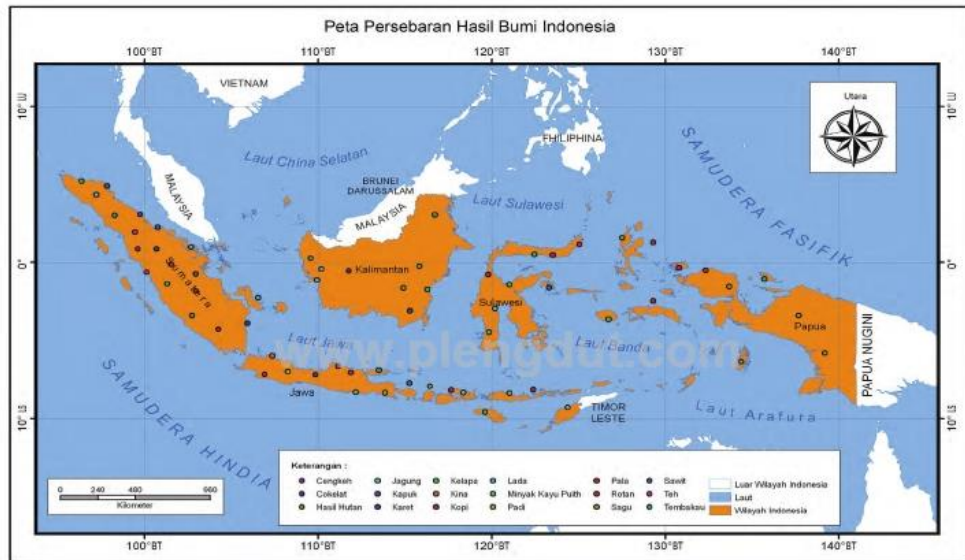 Peta Persebaran Hasil Bumi Indonesia
100°BT 110°BT 120°BT 130°BT 140°BT
10° U
10° U
Utara
VIETNAM
PHILIPHINA
SAMUDERA FASIFIK
Laut China Selatan
BRUNEI
DARUSSALAM
MALAYSIA
MALAYSIA
Laut Sulawesi
0°
0°
Sumatera
Kalimantan
Sulawesi
Papua
PAPUA NUGINI
Laut Jawa
Laut Banda
www.plengdut.com
Jawa
TIMOR
LESTE
Laut Arafura
SAMUDERA HINDIA
10°LS
10°LS
Keterangan :
Cengkeh Jagung Kelapa Lada Pala Sawit Luar Wilayah Indonesia
Cokelat Kapuk Kina Minyak Kayu Puith Rotan Teh Laut
Hasil Hutan Karet Kopi Padi Sagu Tembakau Wilayah Indonesia
0 240 480 960
Kilometer
100°BT 110°BT 120°BT 130°BT 140°BT